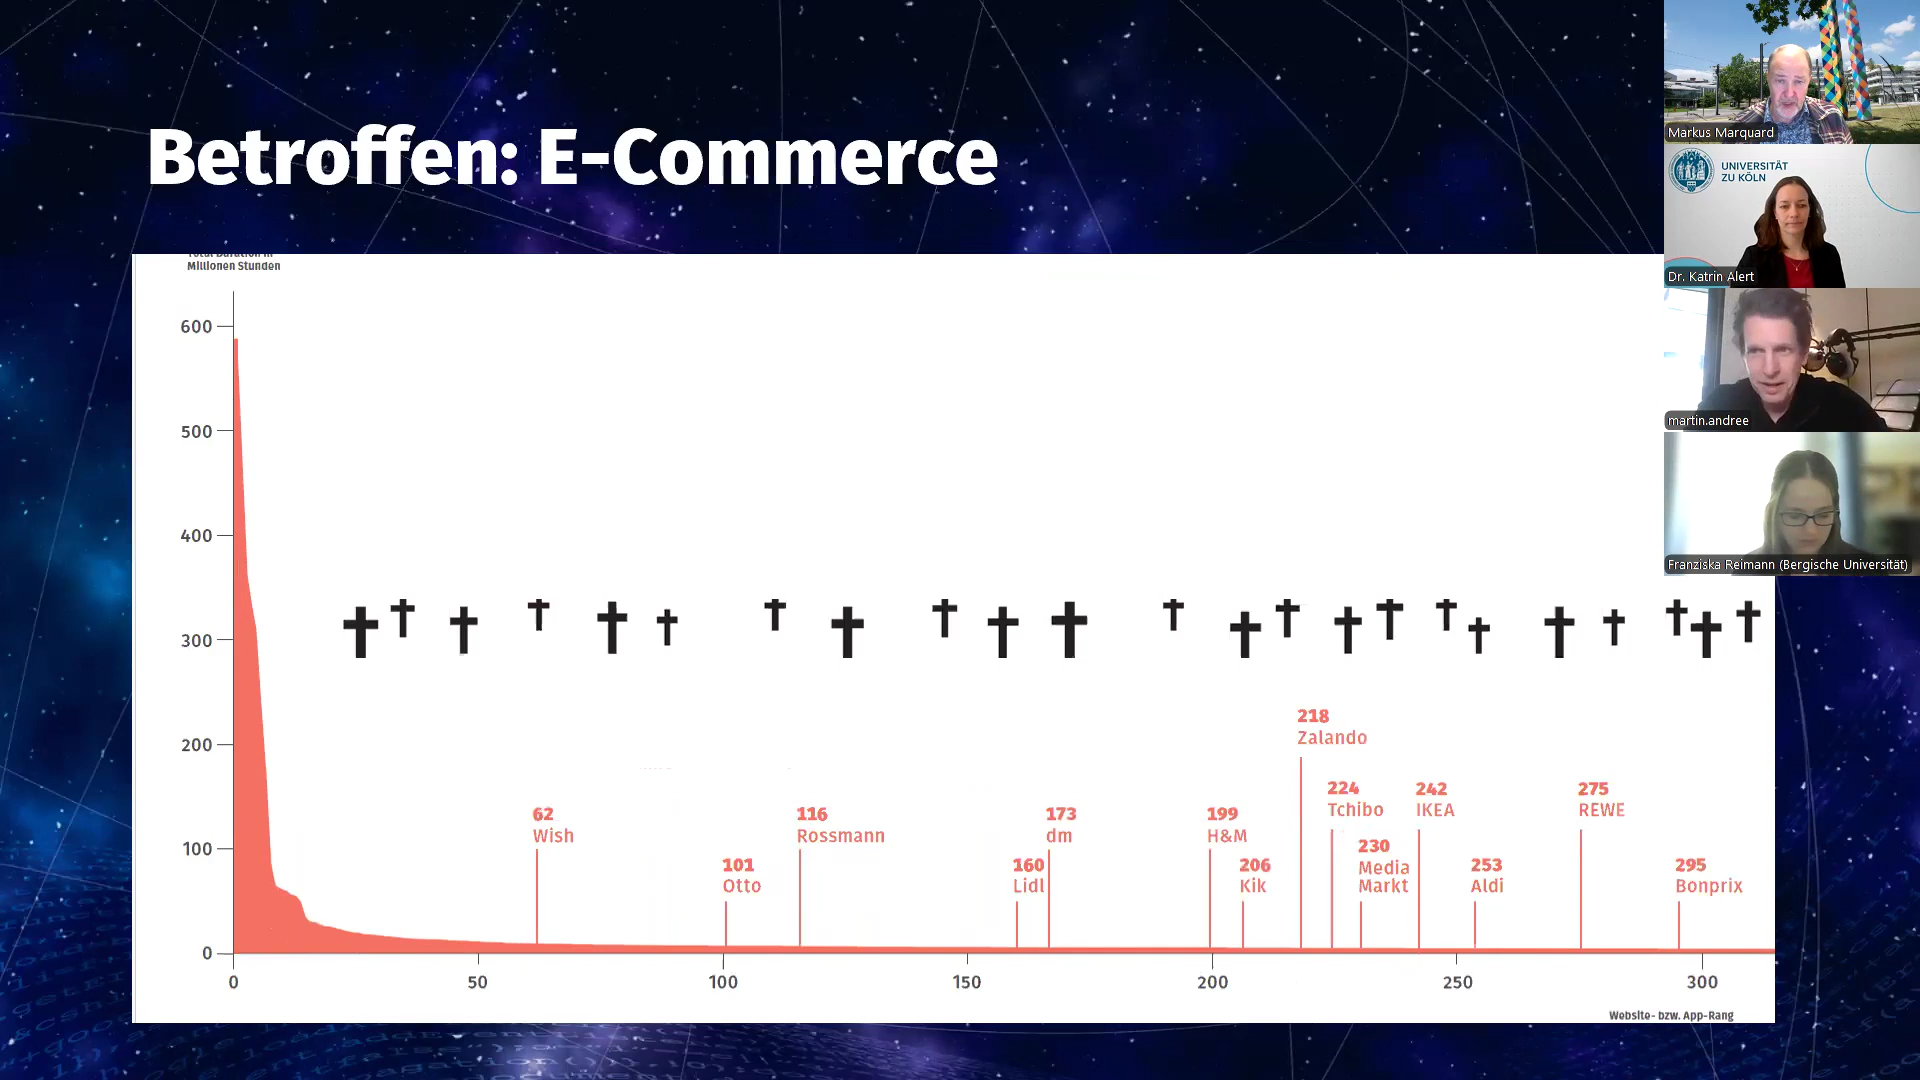 Betroffen: E-Commerce
Total Duration in
Millionen Stunden
600
500
400
300
200
100
0
218
Zalando
62
Wish
116
Rossmann
173
dm
199
H&M
224
Tchibo
242
IKEA
275
REWE
101
Otto
160
Lidl
206
Kik
230
Media
Markt
253
Aldi
295
Bonprix
0
50
100
150
200
250
300
Website- bzw. App-Rang
Markus Marquard
UNIVERSITÄT
ZU KÖLN
Dr. Katrin Alert
martin.andree
Franziska Reimann (Bergische Universität)